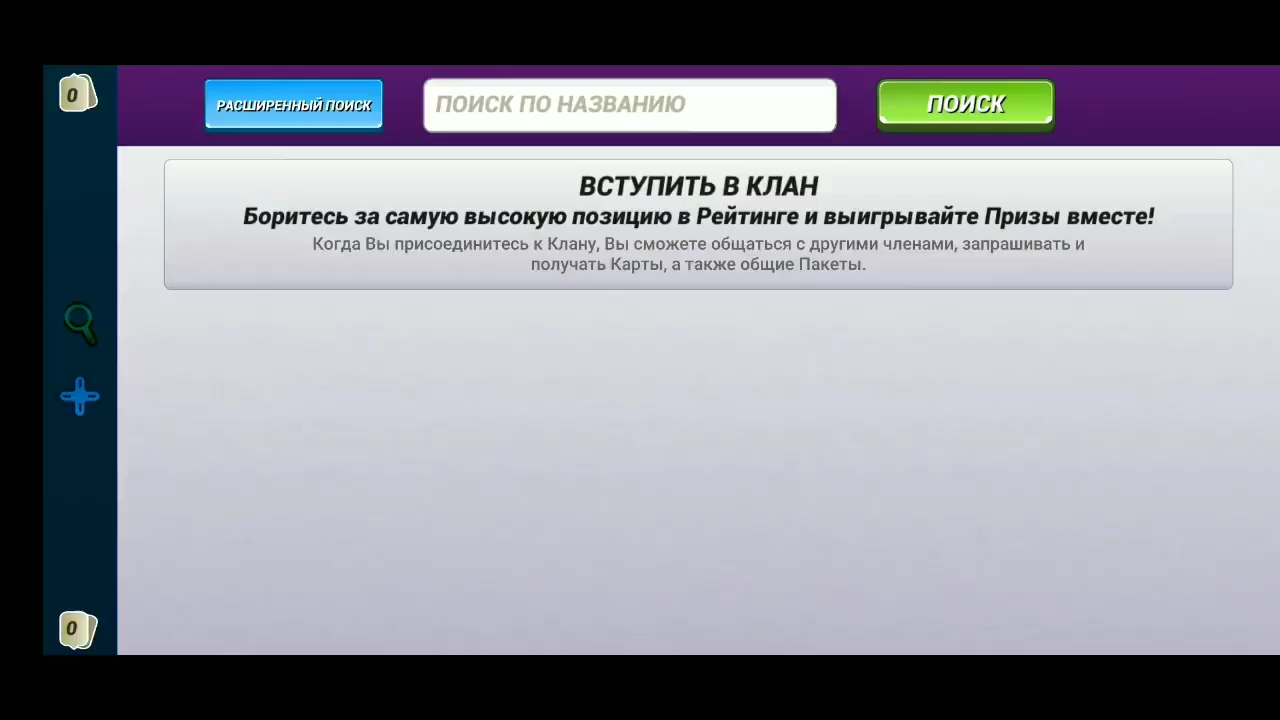 0
РАСШИРЕННЫЙ ПОИСК
ПОИСК ПО НАЗВАНИЮ
ПОИСК
ВСТУПИТЬ В КЛАН
Боритесь за самую высокую позицию в Рейтинге и выигрывайте Призы вместе!
Когда Вы присоединитесь к Клану, Вы сможете общаться с другими членами, запрашивать и
получать Карты, а также общие Пакеты.
0